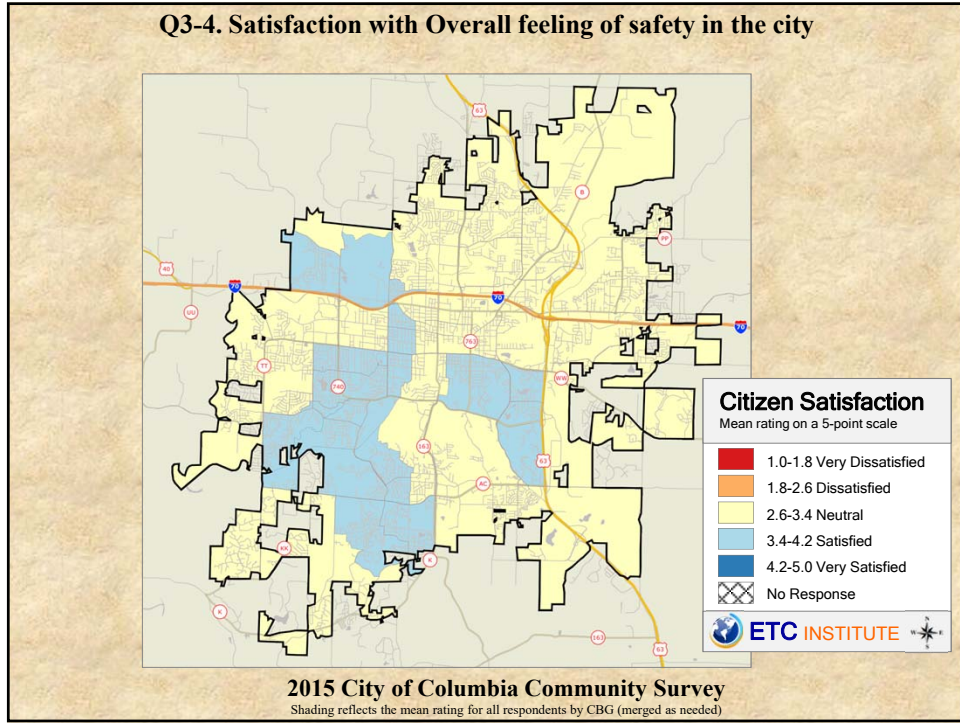 Q3-4. Satisfaction with Overall feeling of safety in the city
63
B
PP
40
70
UU
70
70
763
TT
740
WW
163
63
AC
KK
K
K
163
63
Citizen Satisfaction
Mean rating on a 5-point scale
1.0-1.8 Very Dissatisfied
1.8-2.6 Dissatisfied
2.6-3.4 Neutral
3.4-4.2 Satisfied
4.2-5.0 Very Satisfied
No Response
ETC INSTITUTE
N
W E
S
2015 City of Columbia Community Survey
Shading reflects the mean rating for all respondents by CBG (merged as needed)